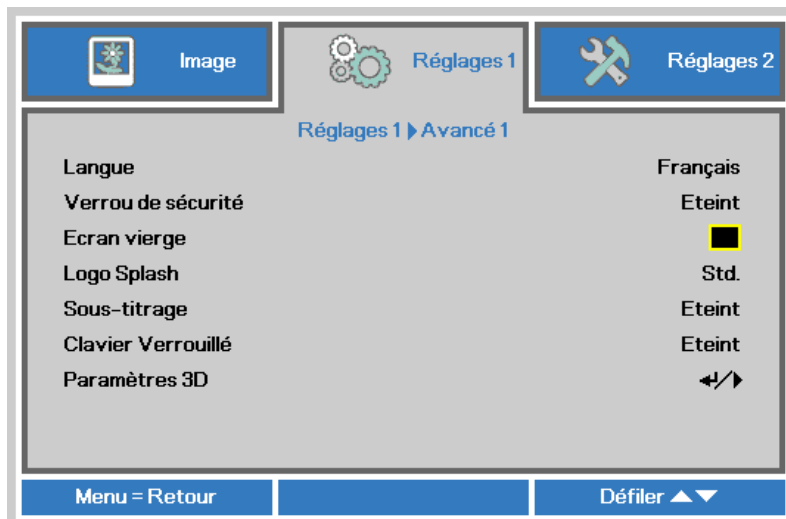 Image
Réglages 1
Réglages 2
Réglages 1 Avancé 1
Langue Français
Verrou de sécurité Eteint
Ecran vierge
Logo Splash Std.
Sous-titrage Eteint
Clavier Verrouillé Eteint
Paramètres 3D
Menu = Retour
Défiler